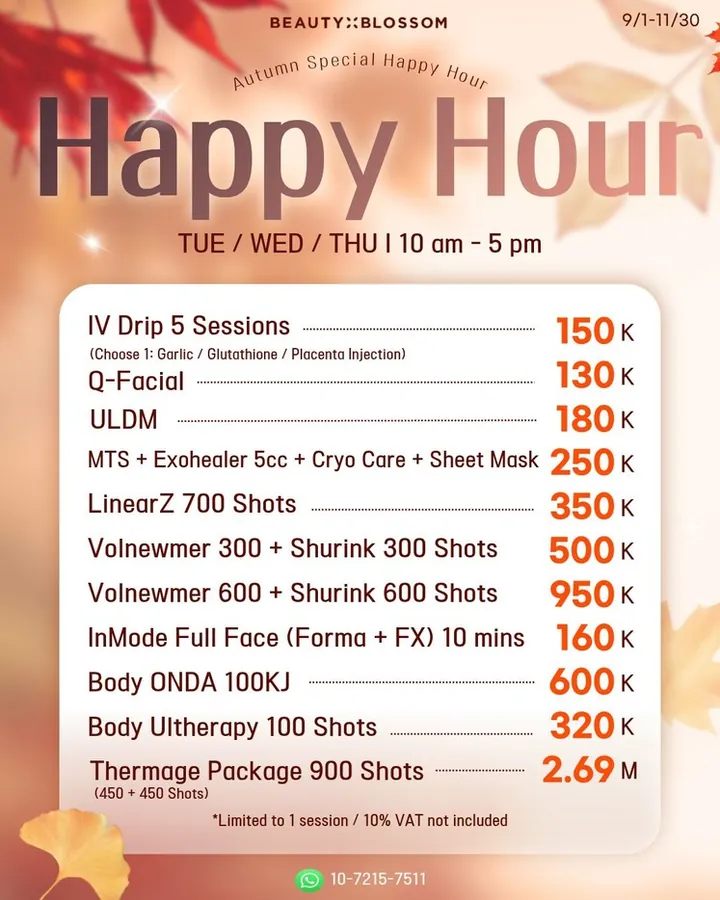 BEAUTY⁙BLOSSOM
9/1-11/30
Autumn Special Happy Hour
Happy Hour
TUE / WED / THU | 10 am - 5 pm
IV Drip 5 Sessions 150 K
(Choose 1: Garlic / Glutathione / Placenta Injection)
Q-Facial 130 K
ULDM 180 K
MTS + Exohealer 5cc + Cryo Care + Sheet Mask 250 K
LinearZ 700 Shots 350 K
Volnewmer 300 + Shurink 300 Shots 500 K
Volnewmer 600 + Shurink 600 Shots 950 K
InMode Full Face (Forma + FX) 10 mins 160 K
Body ONDA 100KJ 600 K
Body Ultherapy 100 Shots 320 K
Thermage Package 900 Shots 2.69 M
(450 + 450 Shots)
*Limited to 1 session / 10% VAT not included
10-7215-7511